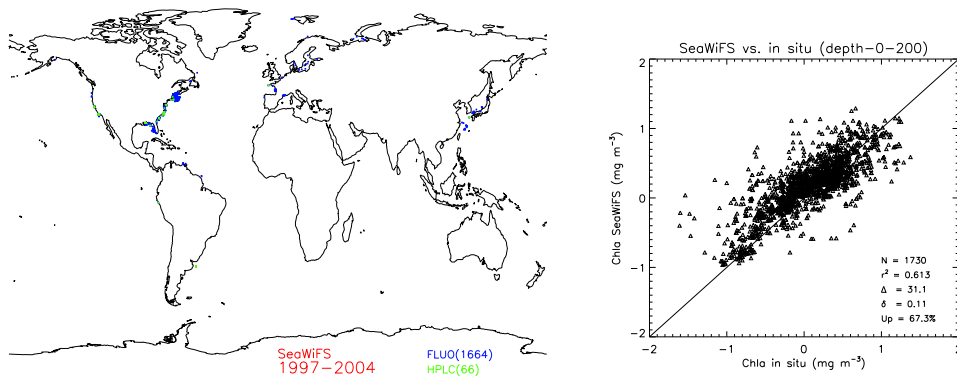 SeaWiFS
1997-2004
FLUO(1664)
HPLC(66)
SeaWiFS vs. in situ (depth-0-200)
Chla SeaWiFS (mg m⁻³)
2
1
0
-1
-2
N = 1730
r² = 0.613
Δ = 31.1
δ = 0.11
Up = 67.3%
-2 -1 0 1 2
Chla in situ (mg m⁻³)